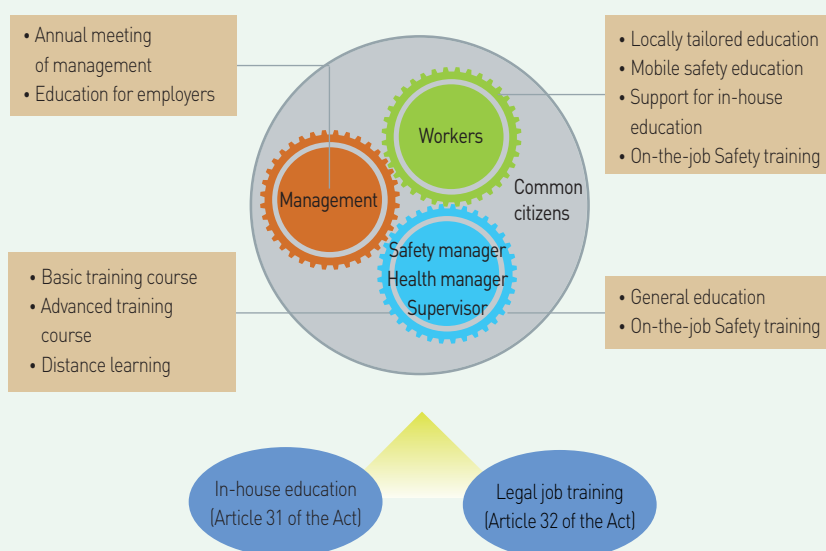 • Annual meeting
of management
• Education for employers
• Locally tailored education
• Mobile safety education
• Support for in-house
education
• On-the-job Safety training
Workers
Management
Common
citizens
Safety manager
Health manager
Supervisor
• Basic training course
• Advanced training
course
• Distance learning
• General education
• On-the-job Safety training
In-house education
(Article 31 of the Act)
Legal job training
(Article 32 of the Act)